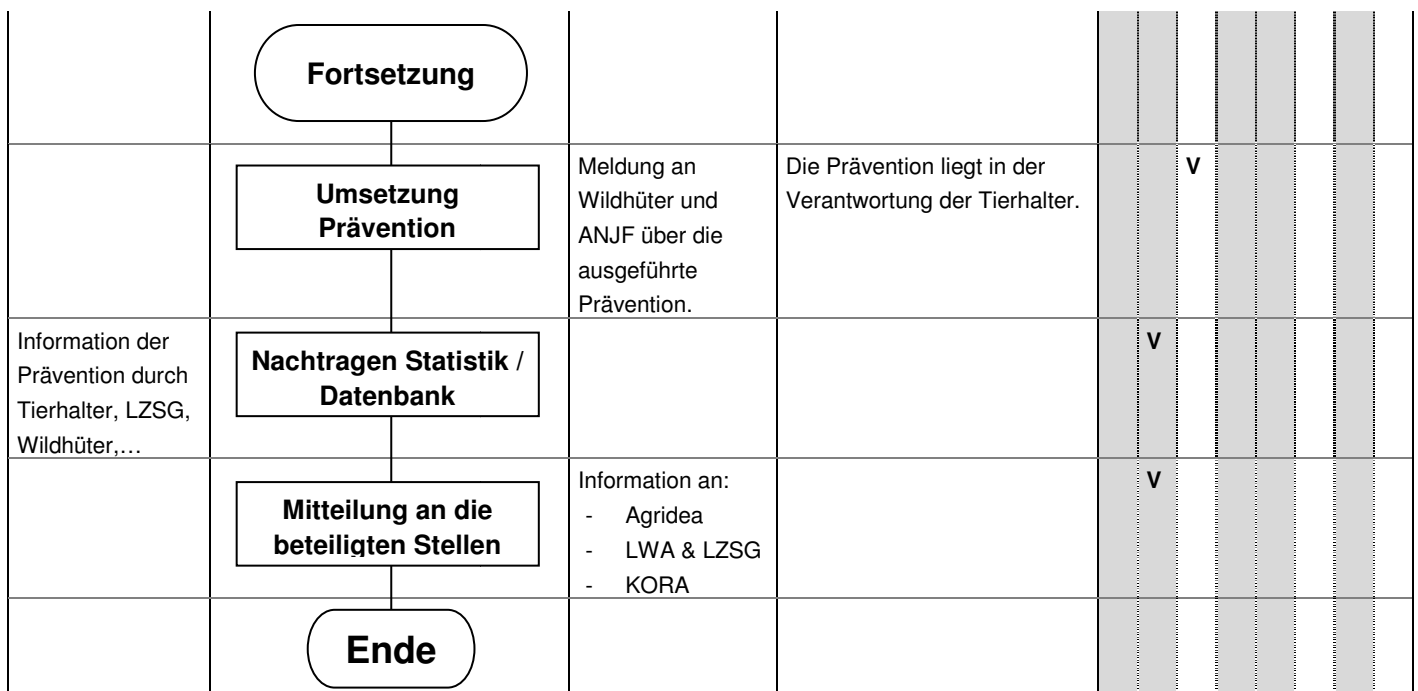 Fortsetzung
Umsetzung
Prävention
Meldung an
Wildhüter und
ANJF über die
ausgeführte
Prävention.
Die Prävention liegt in der
Verantwortung der Tierhalter.
V
Information der
Prävention durch
Tierhalter, LZSG,
Wildhüter,…
Nachtragen Statistik /
Datenbank
V
Mitteilung an die
beteiligten Stellen
Information an:
- Agridea
- LWA & LZSG
- KORA
V
Ende